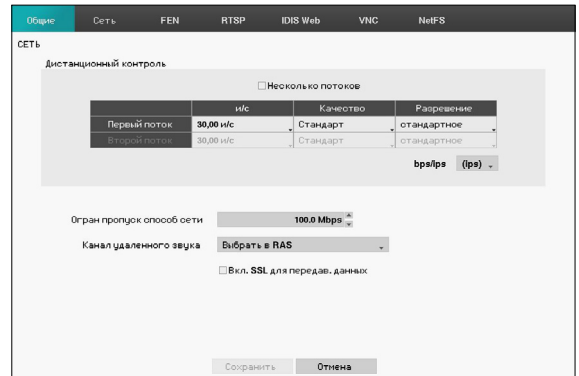 Общие Сеть FEN RTSP IDIS Web VNC NetFS
СЕТЬ
Дистанционный контроль
Несколько потоков
и/с Качество Разрешение
Первый поток 30,00 и/с Стандарт стандартное
Второй поток 30,00 и/с Стандарт стандартное
bps/ips (ips)
Огран пропуск способ сети 100.0 Mbps
Канал удаленного звука Выбрать в RAS
Вкл. SSL для передав. данных
Сохранить Отмена